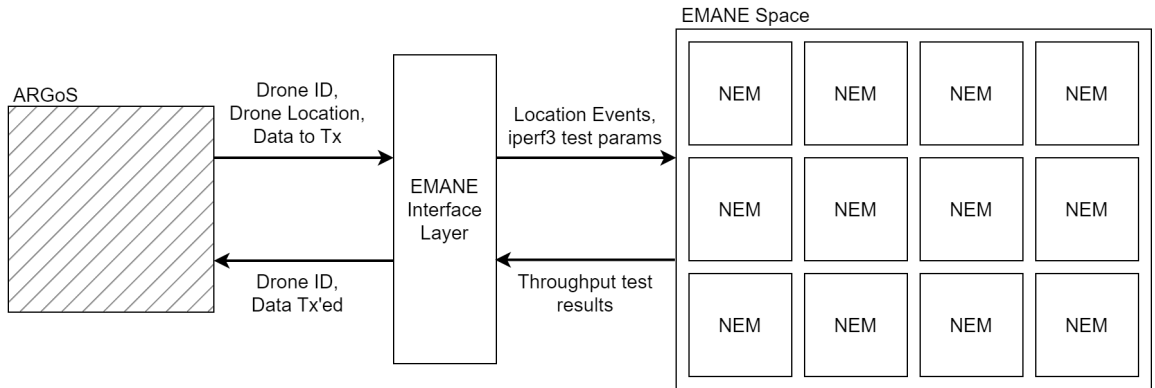 EMANE Space
ARGoS
Drone ID,
Drone Location,
Data to Tx
Drone ID,
Data Tx'ed
EMANE
Interface
Layer
Location Events,
iperf3 test params
Throughput test
results
NEM NEM NEM NEM
NEM NEM NEM NEM
NEM NEM NEM NEM